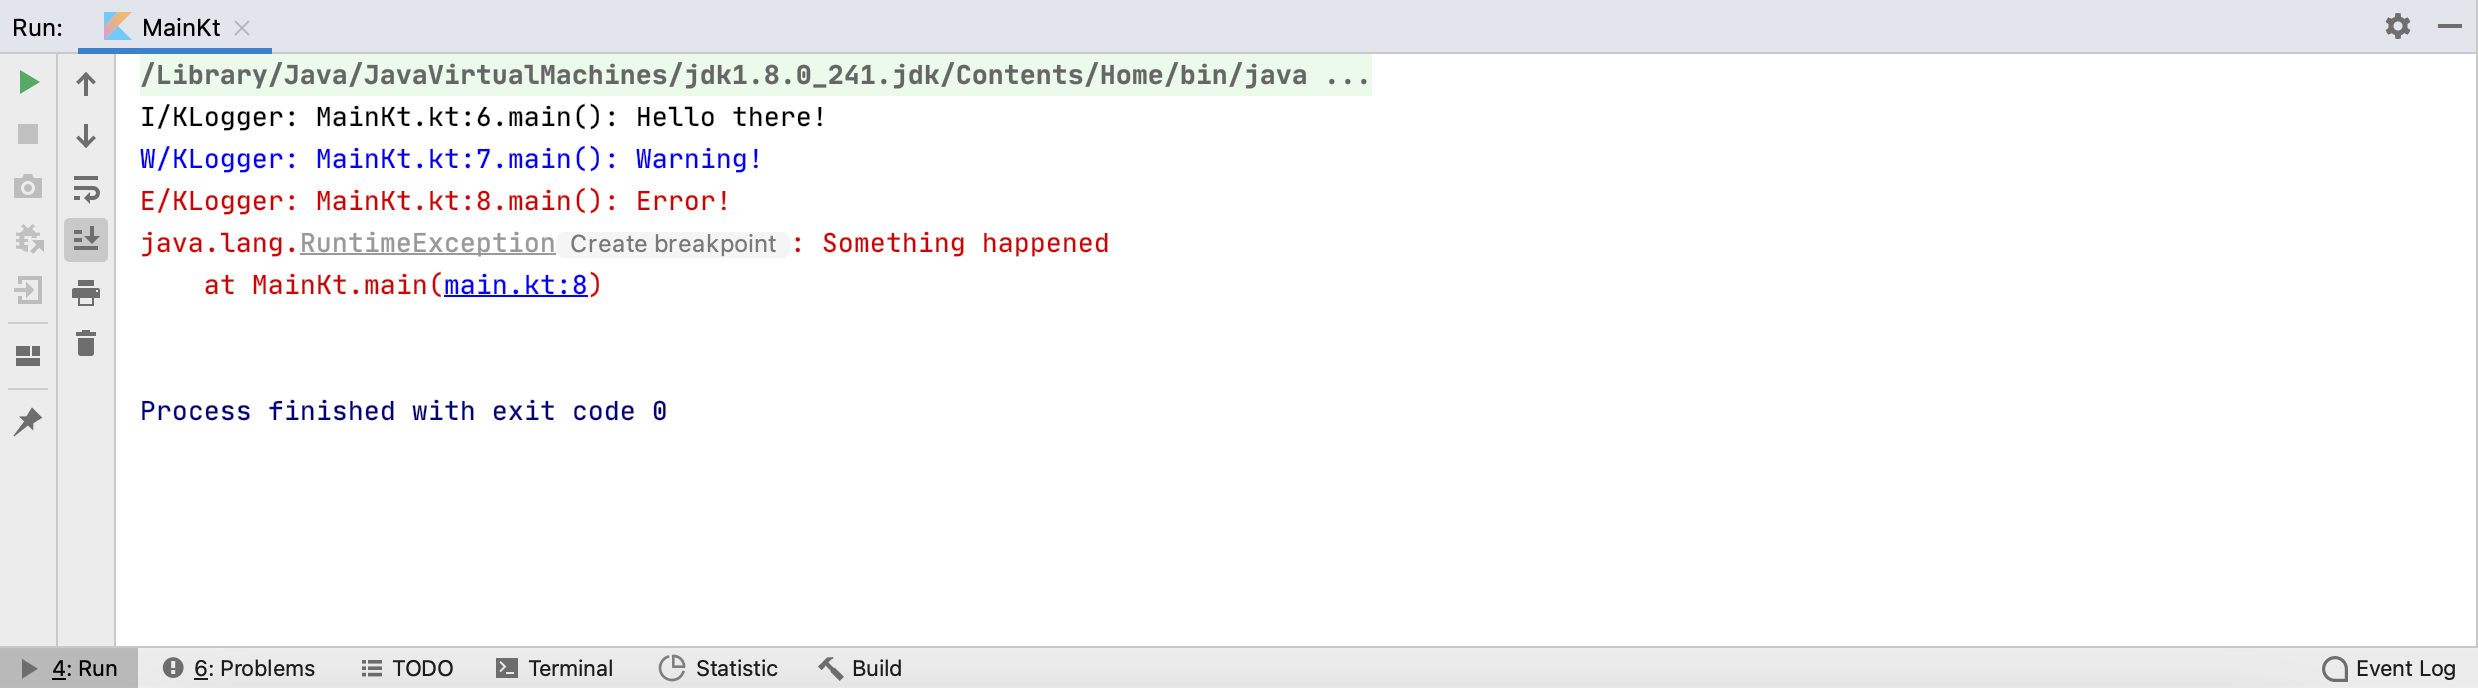 Run: MainKt
/Library/Java/JavaVirtualMachines/jdk1.8.0_241.jdk/Contents/Home/bin/java ...
I/KLogger: MainKt.kt:6.main(): Hello there!
W/KLogger: MainKt.kt:7.main(): Warning!
E/KLogger: MainKt.kt:8.main(): Error!
java.lang.RuntimeException Create breakpoint : Something happened
    at MainKt.main(main.kt:8)
Process finished with exit code 0
4: Run 6: Problems TODO Terminal Statistic Build Event Log